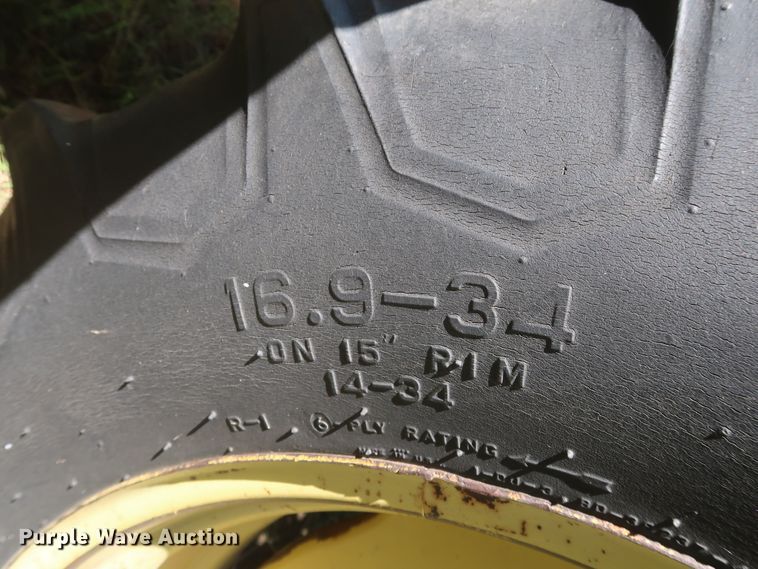 16.9-34
ON 15" RIM
14-34
R-1 6-PLY RATING
Purple Wave Auction